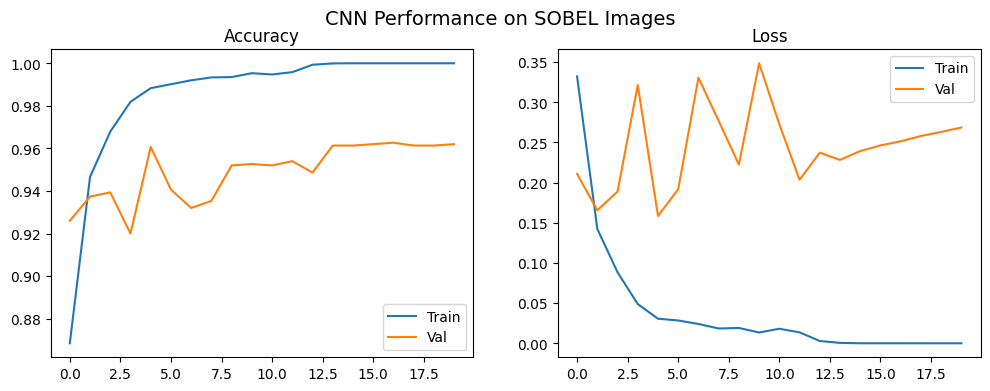 CNN Performance on SOBEL Images
Accuracy
1.00
0.98
0.96
0.94
0.92
0.90
0.88
0.0 2.5 5.0 7.5 10.0 12.5 15.0 17.5
Train
Val
Loss
0.35
0.30
0.25
0.20
0.15
0.10
0.05
0.00
0.0 2.5 5.0 7.5 10.0 12.5 15.0 17.5
Train
Val